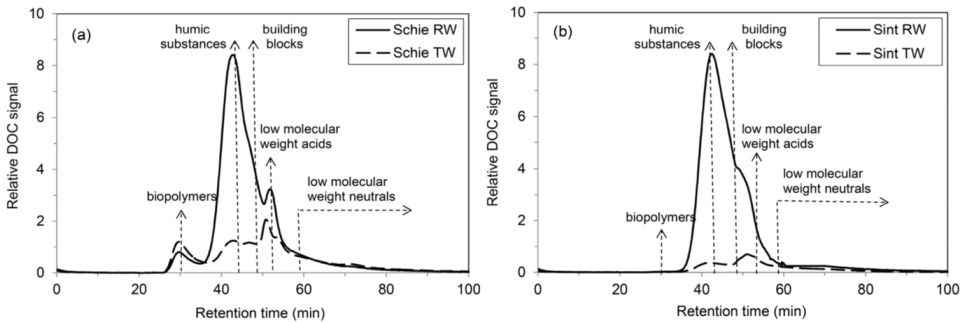 (a)
humic
substances
building
blocks
Schie RW
Schie TW
low molecular
weight acids
biopolymers
low molecular
weight neutrals
Relative DOC signal
10
8
6
4
2
0
0 20 40 60 80 100
Retention time (min)
(b)
humic
substances
building
blocks
Sint RW
Sint TW
low molecular
weight acids
low molecular
weight neutrals
biopolymers
Relative DOC signal
10
8
6
4
2
0
0 20 40 60 80 100
Retention time (min)